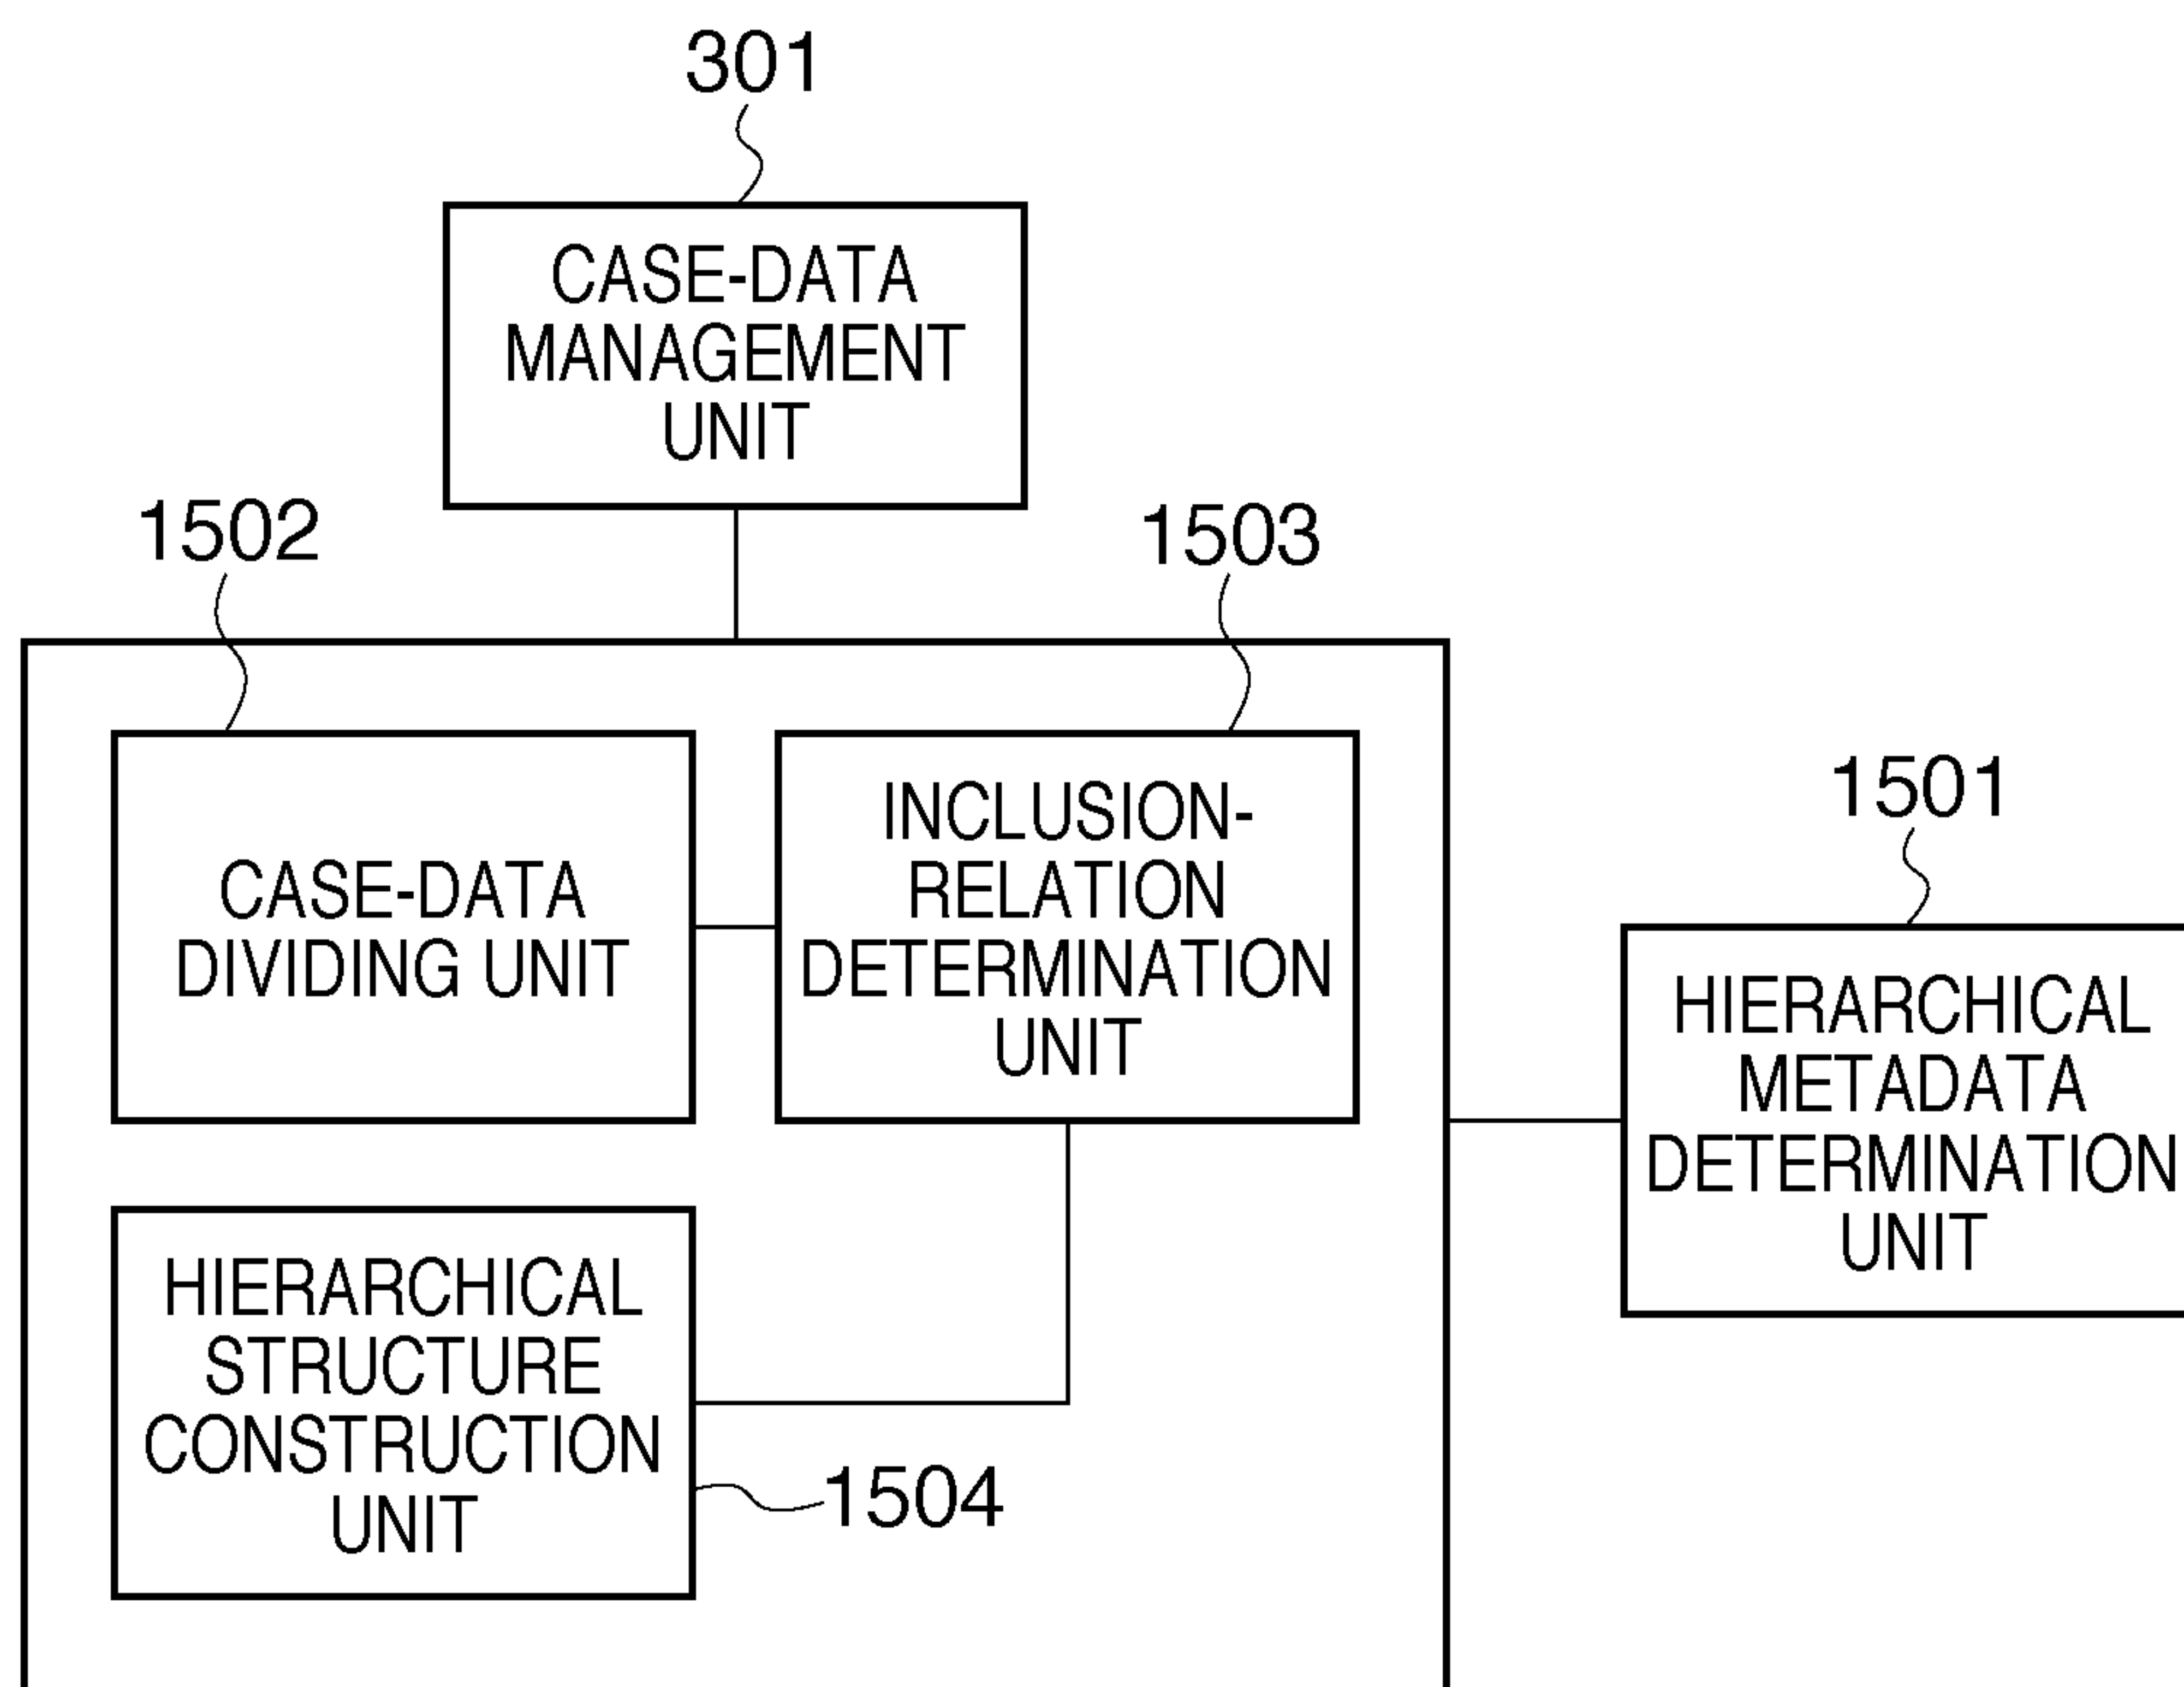 301
CASE-DATA
MANAGEMENT
UNIT
1502
1503
CASE-DATA
DIVIDING UNIT
INCLUSION-
RELATION
DETERMINATION
UNIT
1501
HIERARCHICAL
METADATA
DETERMINATION
UNIT
HIERARCHICAL
STRUCTURE
CONSTRUCTION
UNIT
1504